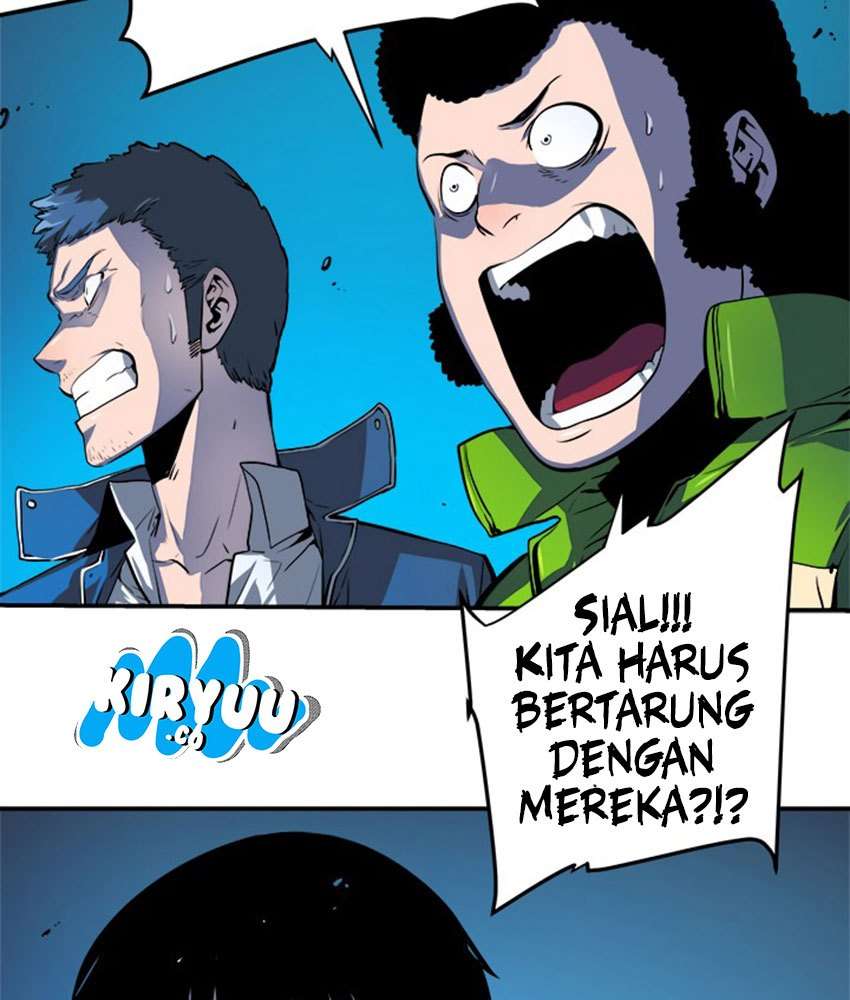 SIAL!!!
KITA HARUS
BERTARUNG
DENGAN
MEREKA?!?
KIRYUU
.CO